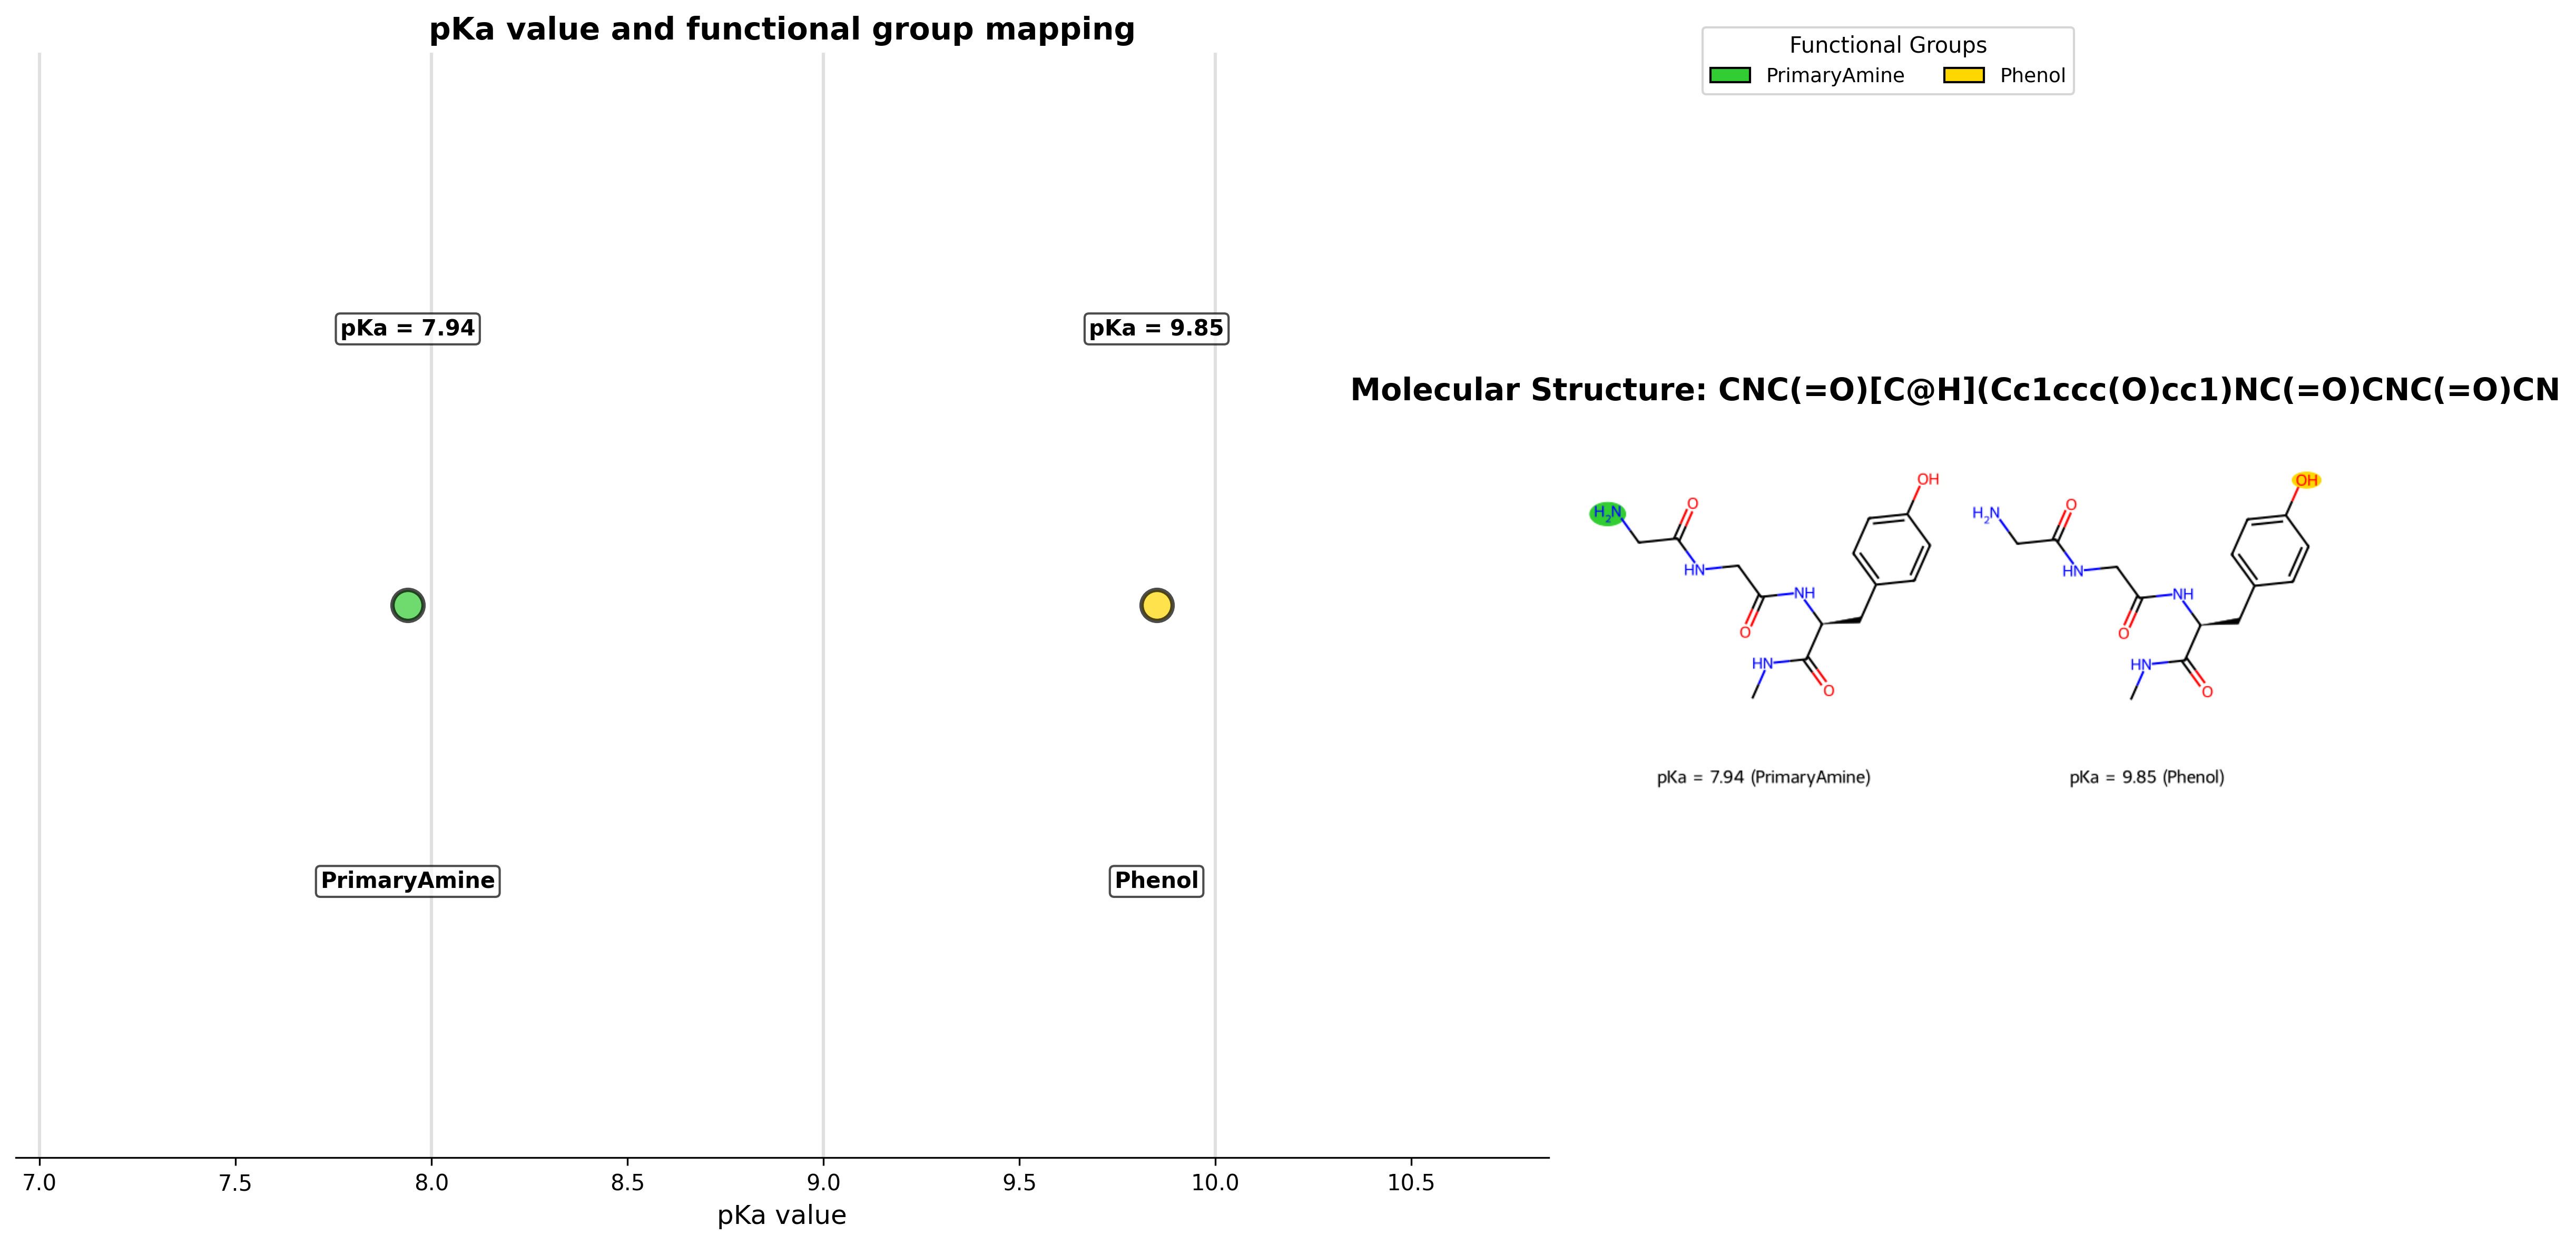 pKa value and functional group mapping
pKa = 7.94
pKa = 9.85
PrimaryAmine
Phenol
7.0
7.5
8.0
8.5
9.0
9.5
10.0
10.5
pKa value
Functional Groups
PrimaryAmine
Phenol
Molecular Structure: CNC(=O)[C@H](Cc1ccc(O)cc1)NC(=O)CNC(=O)CN
H2N
O
HN
O
NH
HN
O
OH
pKa = 7.94 (PrimaryAmine)
H2N
O
HN
O
NH
HN
O
OH
pKa = 9.85 (Phenol)